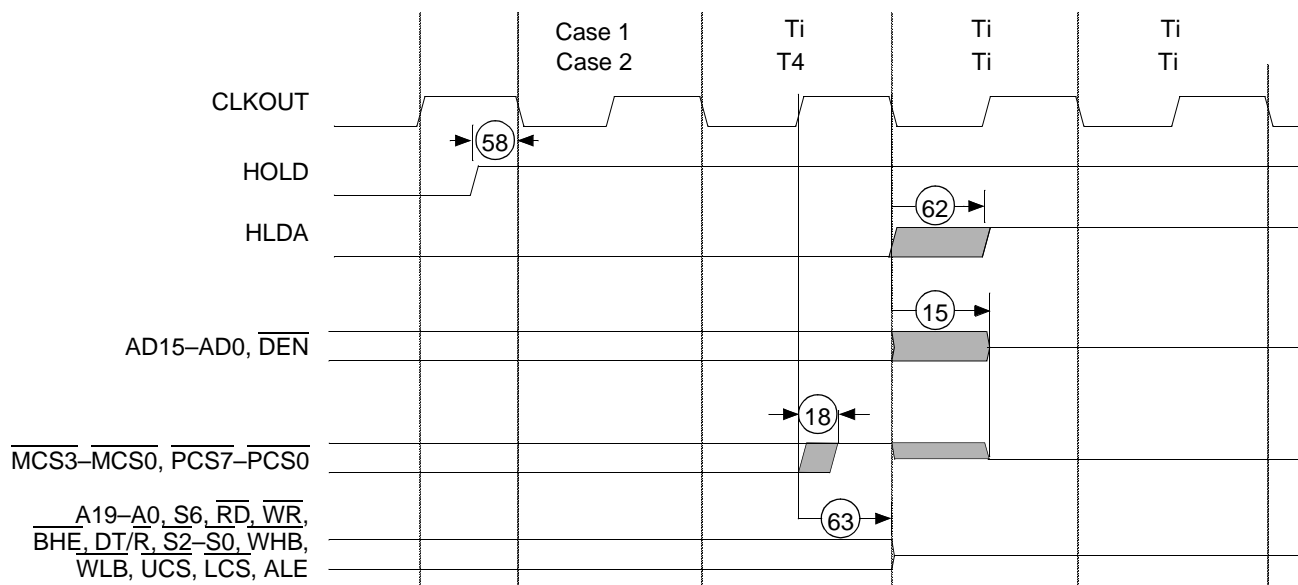 Case 1 Ti Ti Ti
Case 2 T4 Ti Ti
CLKOUT
58
HOLD
62
HLDA
15
AD15–AD0, DEN
18
MCS3–MCS0, PCS7–PCS0
A19–A0, S6, RD, WR,
63
BHE, DT/R, S2–S0, WHB,
WLB, UCS, LCS, ALE